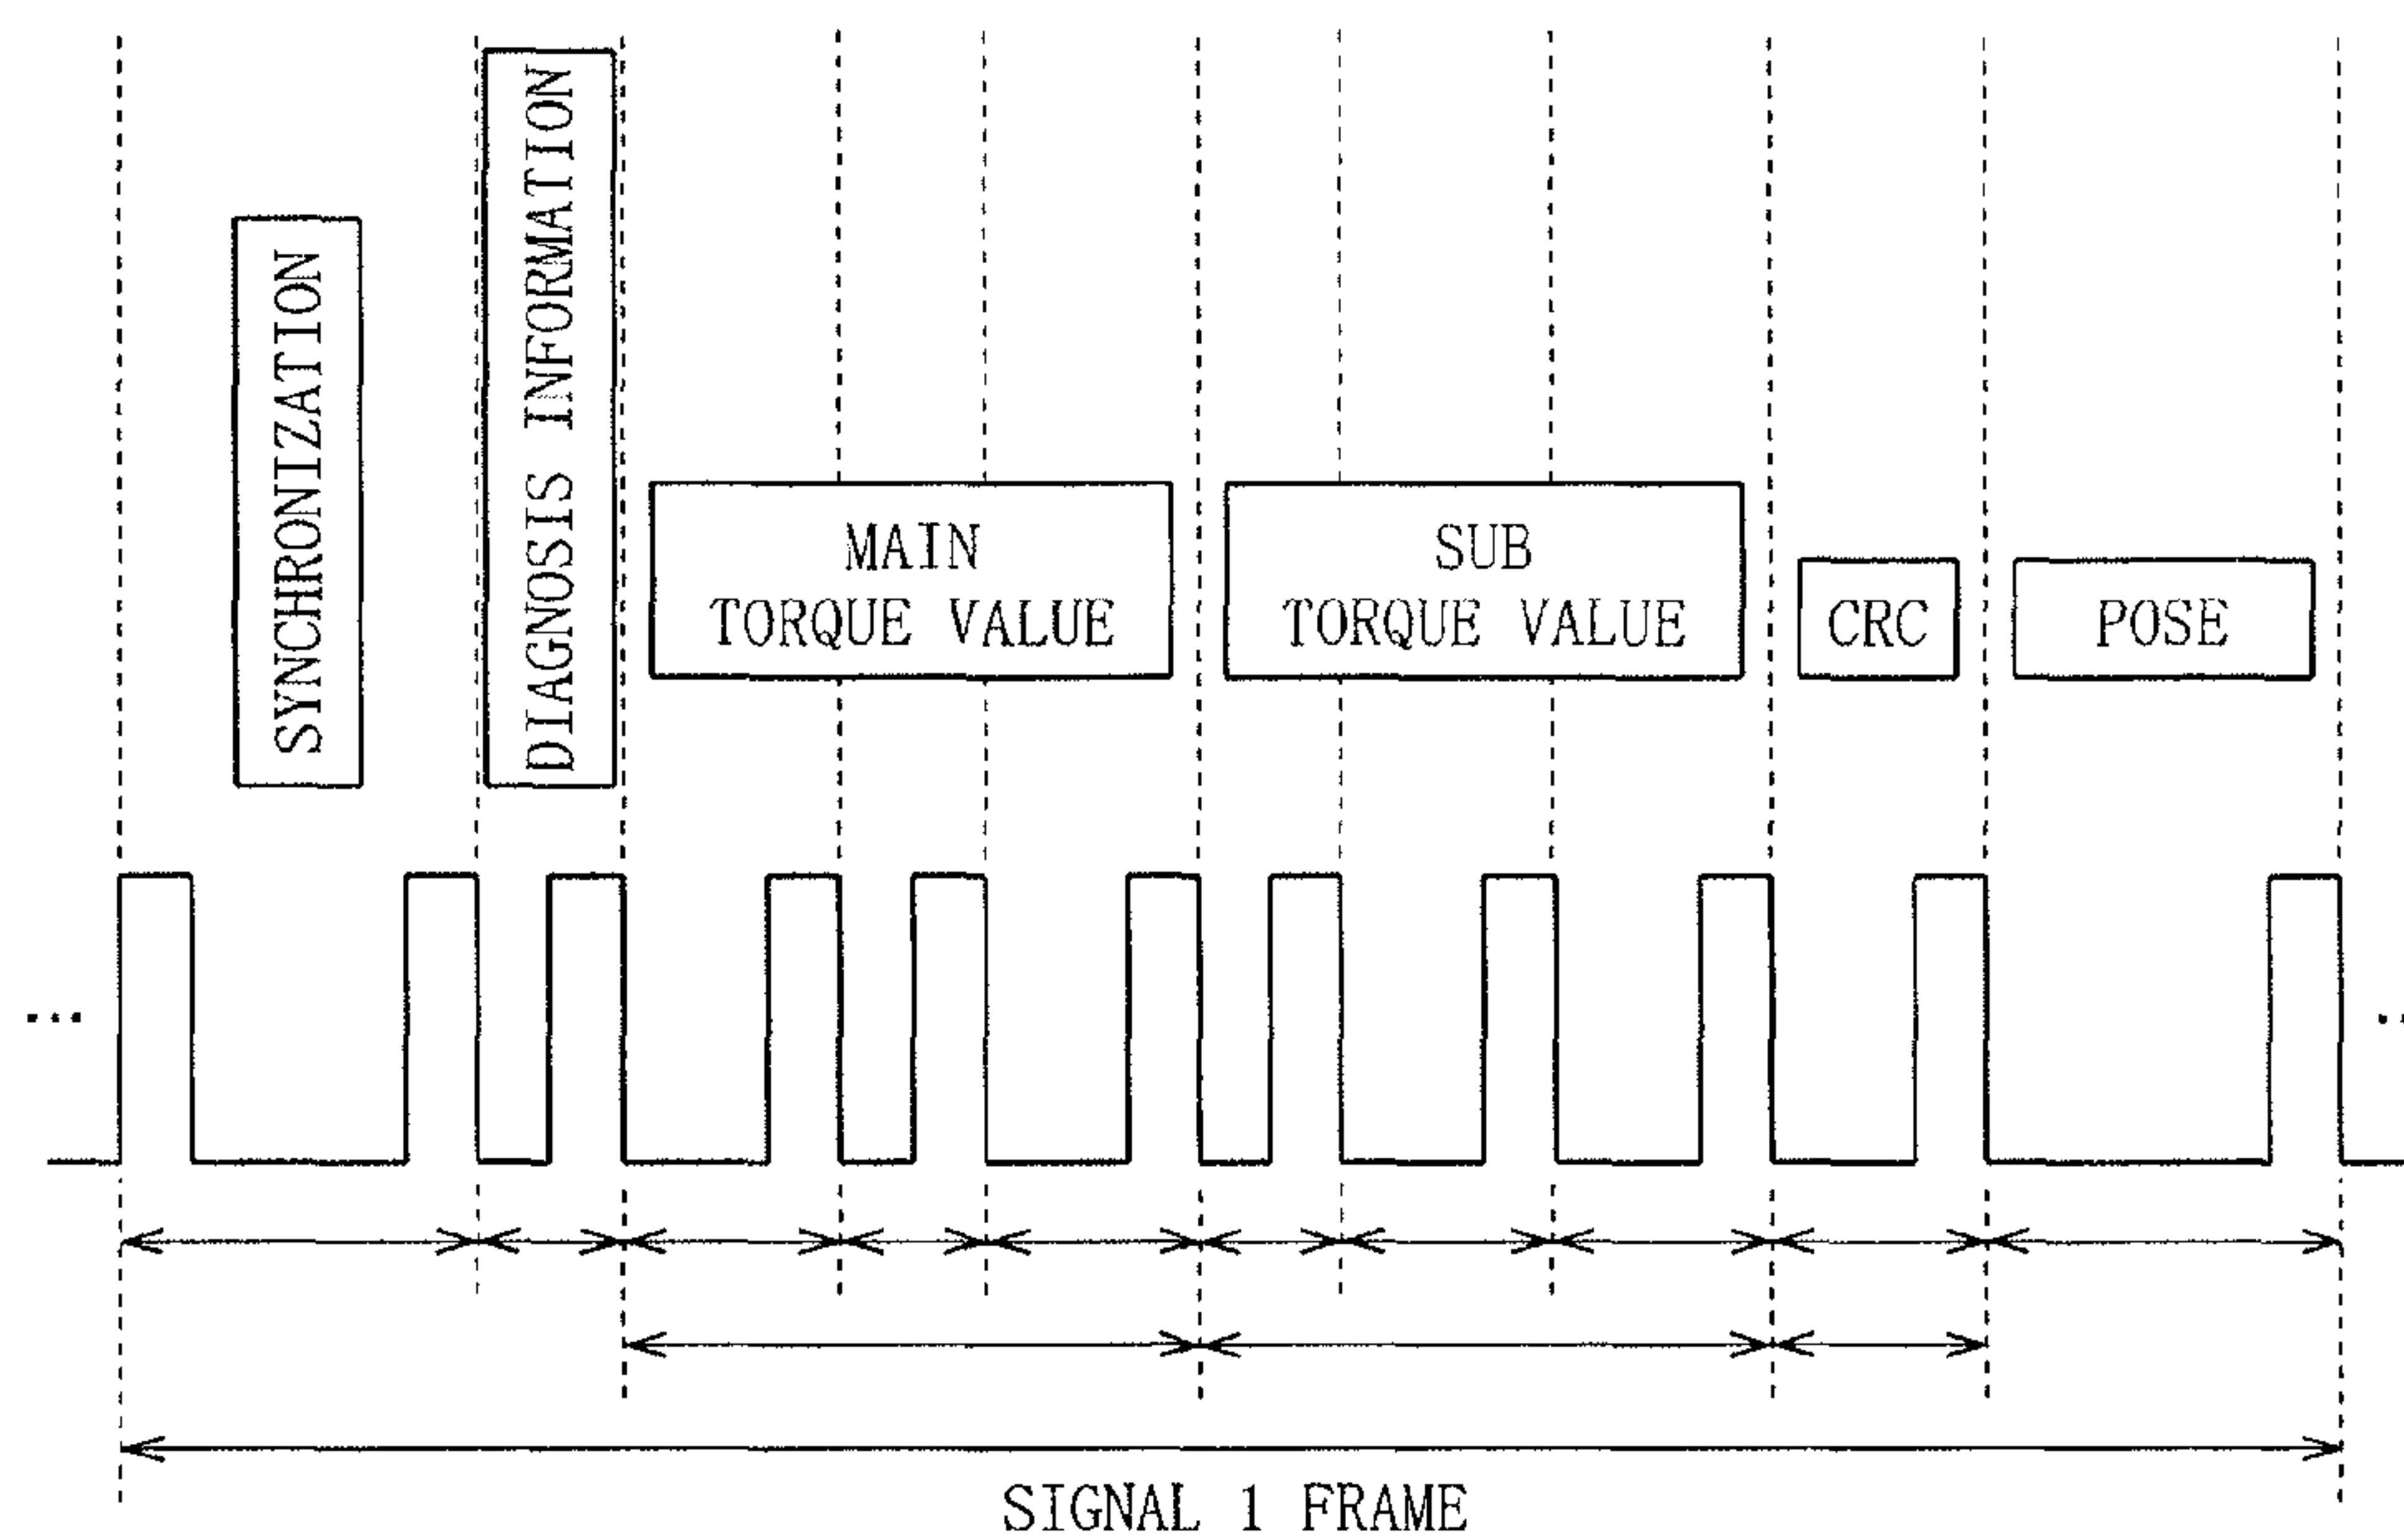 SYNCHRONIZATION
DIAGNOSIS INFORMATION
MAIN
TORQUE VALUE
SUB
TORQUE VALUE
CRC
POSE
SIGNAL 1 FRAME